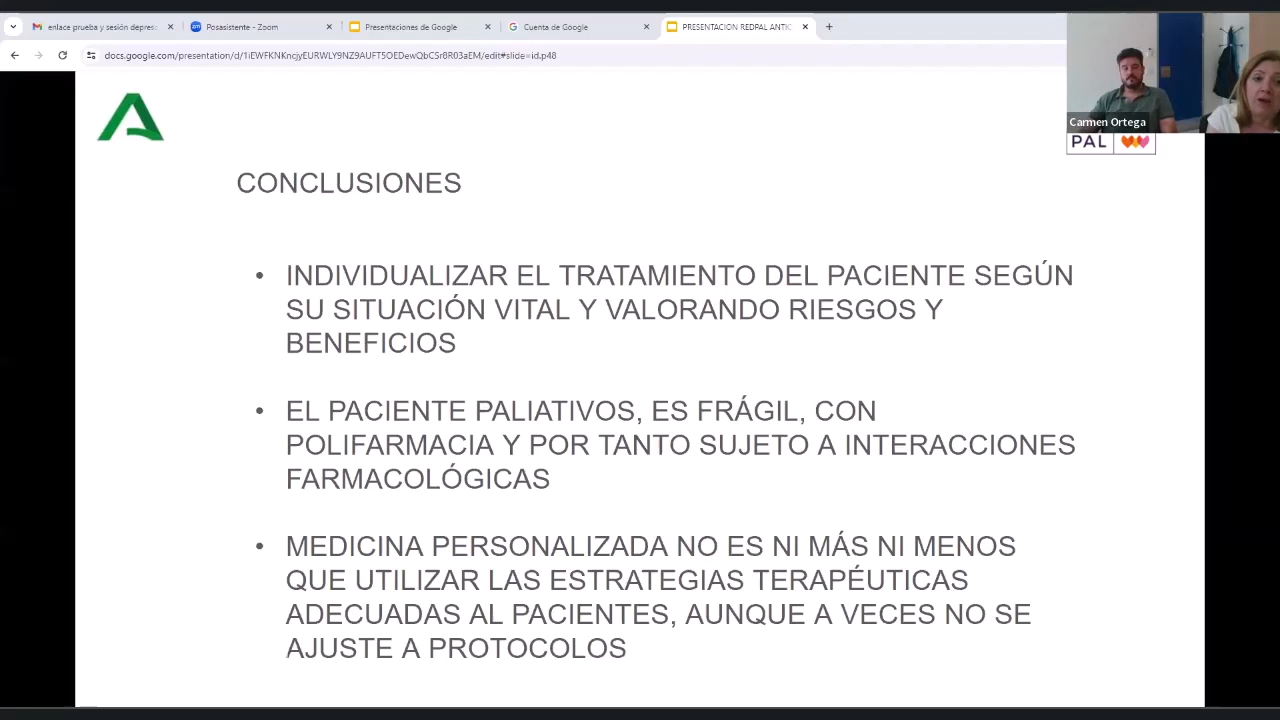 enlace prueba y sesión depres
Posasistente - Zoom
Presentaciones de Google
Cuenta de Google
PRESENTACION REDPAL ANTIC
docs.google.com/presentation/d/1iEWFKNKncjyEURWLY9NZ9AUFT5OEDewQbCSr8R03aEM/edit#slide=id.p48
Carmen Ortega
PAL
CONCLUSIONES
• INDIVIDUALIZAR EL TRATAMIENTO DEL PACIENTE SEGÚN
SU SITUACIÓN VITAL Y VALORANDO RIESGOS Y
BENEFICIOS
• EL PACIENTE PALIATIVOS, ES FRÁGIL, CON
POLIFARMACIA Y POR TANTO SUJETO A INTERACCIONES
FARMACOLÓGICAS
• MEDICINA PERSONALIZADA NO ES NI MÁS NI MENOS
QUE UTILIZAR LAS ESTRATEGIAS TERAPÉUTICAS
ADECUADAS AL PACIENTES, AUNQUE A VECES NO SE
AJUSTE A PROTOCOLOS